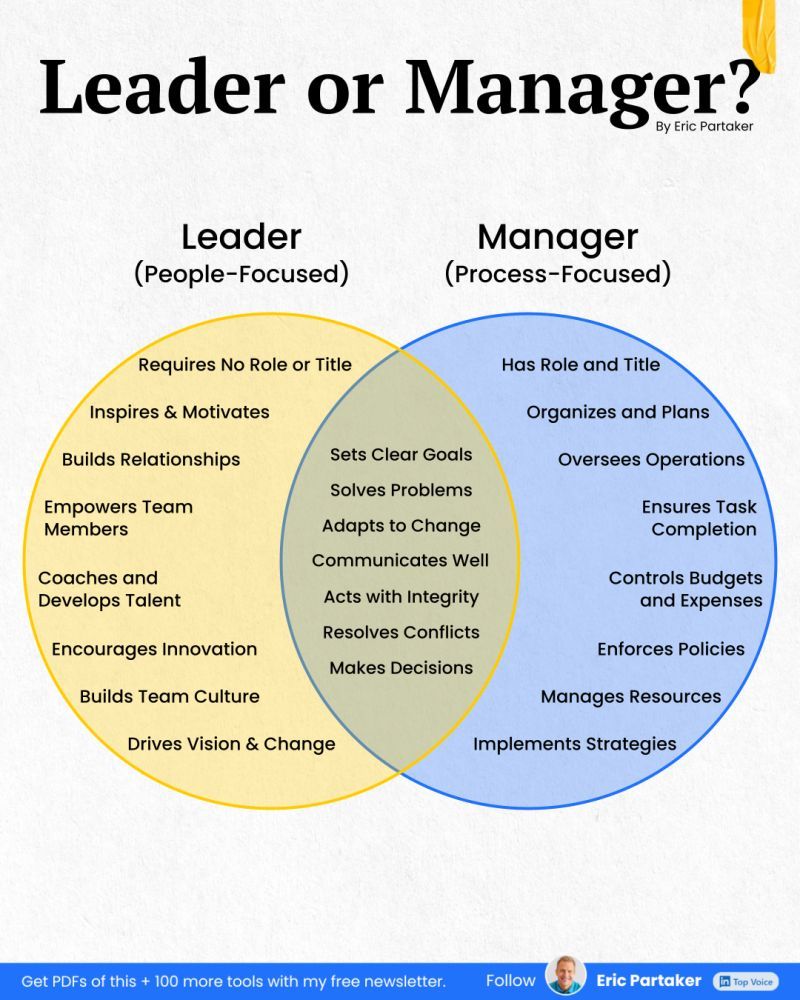 Leader or Manager?
By Eric Partaker
Leader
(People-Focused)
Manager
(Process-Focused)
Requires No Role or Title
Inspires & Motivates
Builds Relationships
Empowers Team
Members
Coaches and
Develops Talent
Encourages Innovation
Builds Team Culture
Drives Vision & Change
Sets Clear Goals
Solves Problems
Adapts to Change
Communicates Well
Acts with Integrity
Resolves Conflicts
Makes Decisions
Has Role and Title
Organizes and Plans
Oversees Operations
Ensures Task
Completion
Controls Budgets
and Expenses
Enforces Policies
Manages Resources
Implements Strategies
Get PDFs of this + 100 more tools with my free newsletter.
Follow Eric Partaker in Top Voice